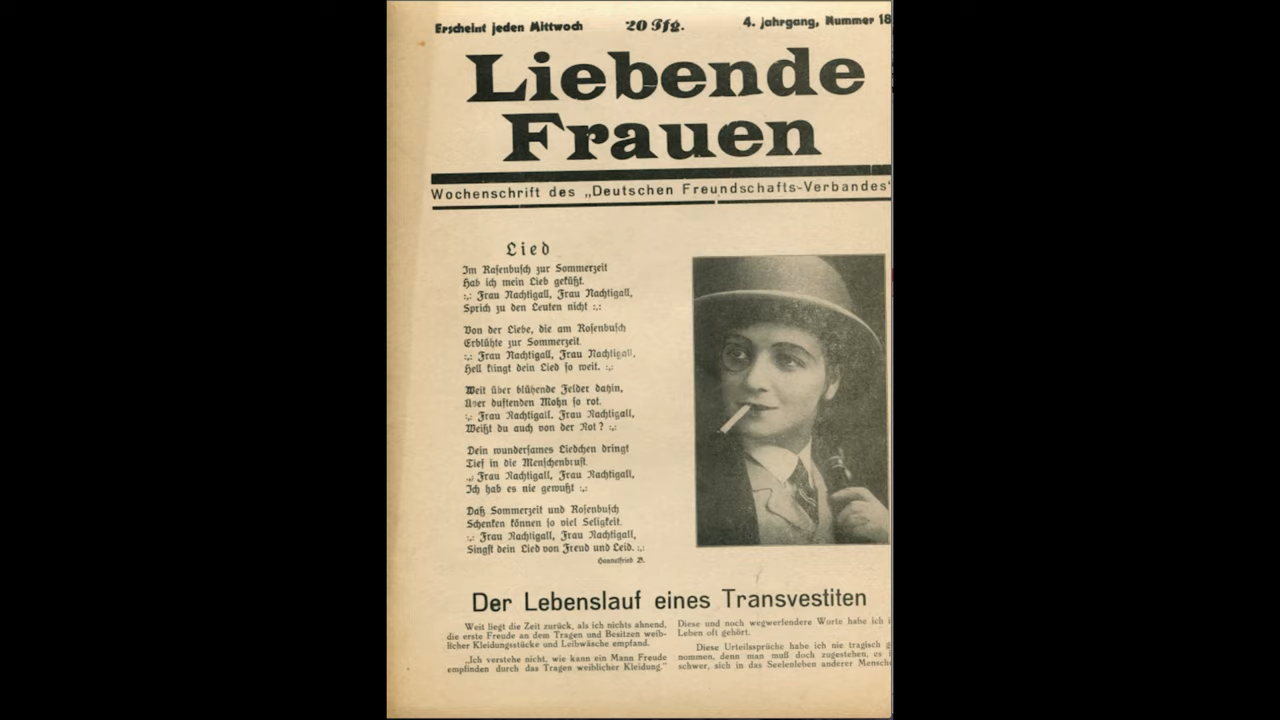 Erscheint jeden Mittwoch
20 Pfg.
4. Jahrgang, Nummer 18
Liebende
Frauen
Wochenschrift des „Deutschen Freundschafts-Verbandes“
Lied
Im Rosenbusch zur Sommerzeit
Hab ich mein Lieb geküßt.
:,: Frau Nachtigall, Frau Nachtigall,
Sprich zu den Leuten nicht :,:
Von der Liebe, die am Rosenbusch
Erblühte zur Sommerzeit.
:,: Frau Nachtigall, Frau Nachtigall,
Hell klingt dein Lied so weit. :,:
Weit über blühende Felder dahin,
Über duftenden Mohn so rot.
:,: Frau Nachtigall, Frau Nachtigall,
Weißt du auch von der Not? :,:
Dein wundersames Liedchen dringt
Tief in die Menschenbrust.
:,: Frau Nachtigall, Frau Nachtigall,
Ich hab es nie gewußt :,:
Daß Sommerzeit und Rosenbusch
Schenken können so viel Seligkeit.
:,: Frau Nachtigall, Frau Nachtigall,
Singst dein Lied von Freud und Leid. :,:
Hannelfried B.
Der Lebenslauf eines Transvestiten
Weit liegt die Zeit zurück, als ich nichts ahnend,
die erste Freude an dem Tragen und Besitzen weib-
licher Kleidungsstücke und Leibwäsche empfand.
„Ich verstehe nicht, wie kann ein Mann Freude
empfinden durch das Tragen weiblicher Kleidung.“
Diese und noch wegwerfendere Worte habe ich i
Leben oft gehört.
Diese Urteilssprüche habe ich nie tragisch g
nommen, denn man muß doch zugestehen, es i
schwer, sich in das Seelenleben anderer Mensche